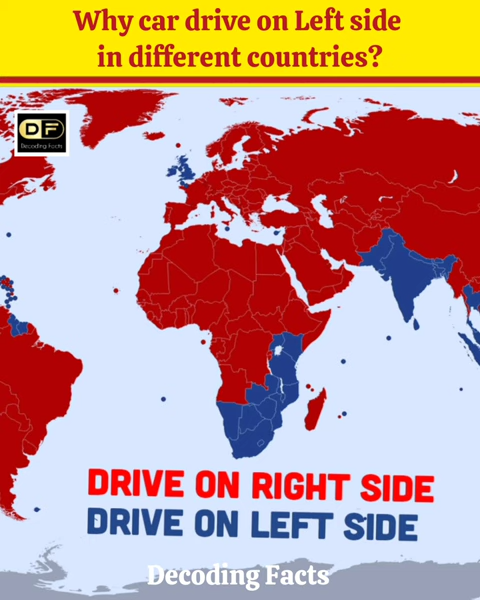 Why car drive on Left side
in different countries?
DF
Decoding Facts
DRIVE ON RIGHT SIDE
DRIVE ON LEFT SIDE
Decoding Facts